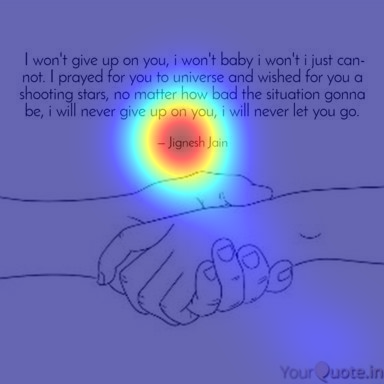 I won't give up on you, i won't baby i won't i just can-
not. I prayed for you to universe and wished for you a
shooting stars, no matter how bad the situation gonna
be, i will never give up on you, i will never let you go.
— Jignesh Jain
YourQuote.in